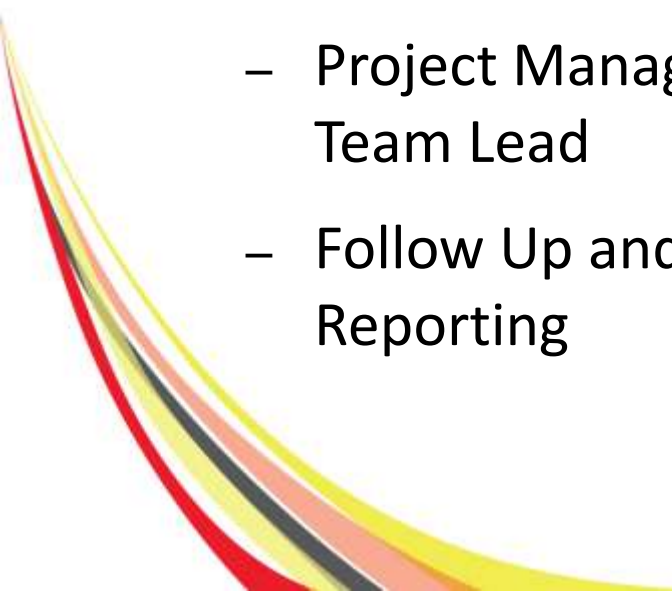 – Project Manag
Team Lead
– Follow Up and
Reporting